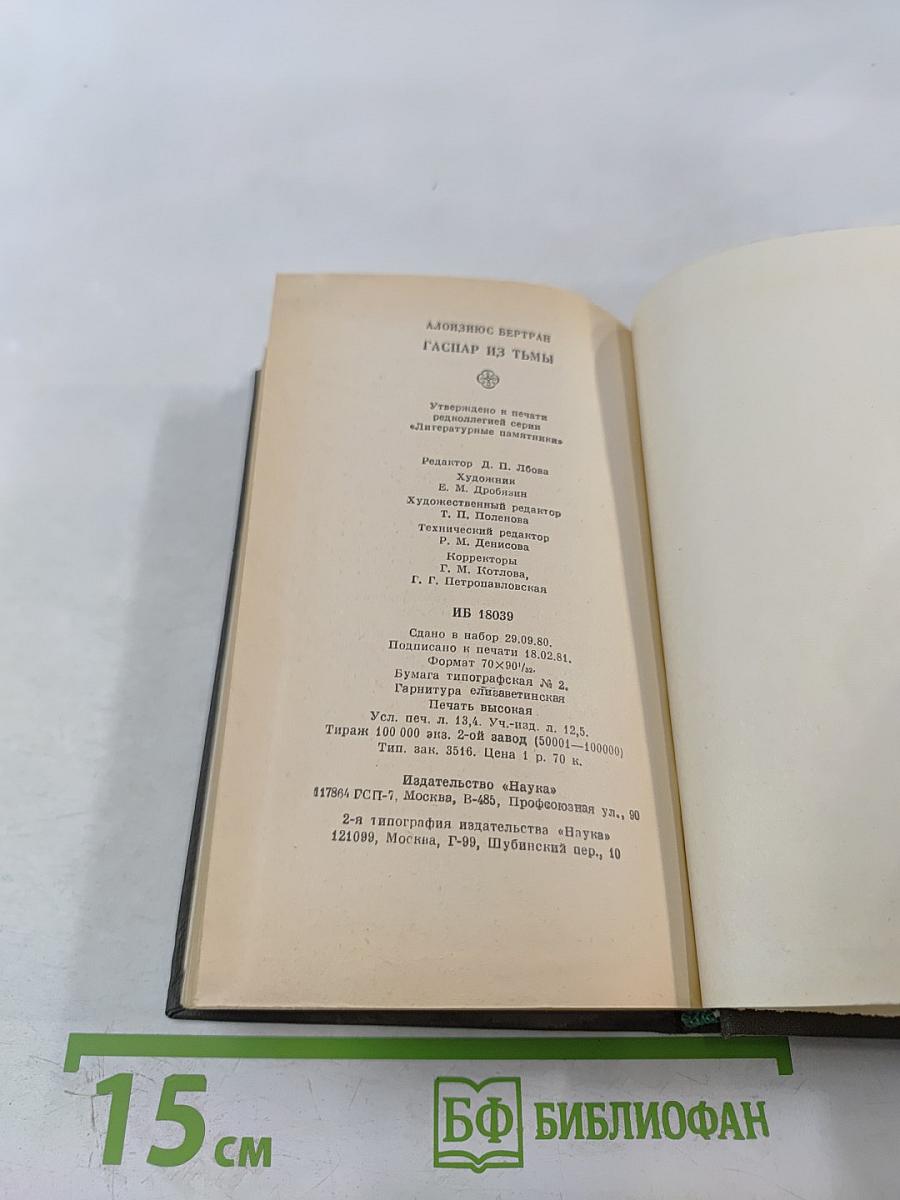 АЛОИЗИЮС БЕРТРАН
ГАСПАР ИЗ ТЬМЫ
Утверждено к печати
редколлегией серии
«Литературные памятники»
Редактор Д. П. Лбова
Художник
Е. М. Дробязин
Художественный редактор
Т. П. Поленова
Технический редактор
Р. М. Денисова
Корректоры
Г. М. Котлова,
Г. Г. Петропавловская
ИБ 18039
Сдано в набор 29.09.80.
Подписано к печати 18.02.81.
Формат 70×90¹/₃₂.
Бумага типографская № 2.
Гарнитура елизаветинская
Печать высокая
Усл. печ. л. 13,4. Уч.-изд. л. 12,5.
Тираж 100 000 экз. 2-ой завод (50001—100000)
Тип. зак. 3516. Цена 1 р. 70 к.
Издательство «Наука»
117864 ГСП-7, Москва, В-485, Профсоюзная ул., 90
2-я типография издательства «Наука»
121099, Москва, Г-99, Шубинский пер., 10
15 см
БФ БИБЛИОФАН